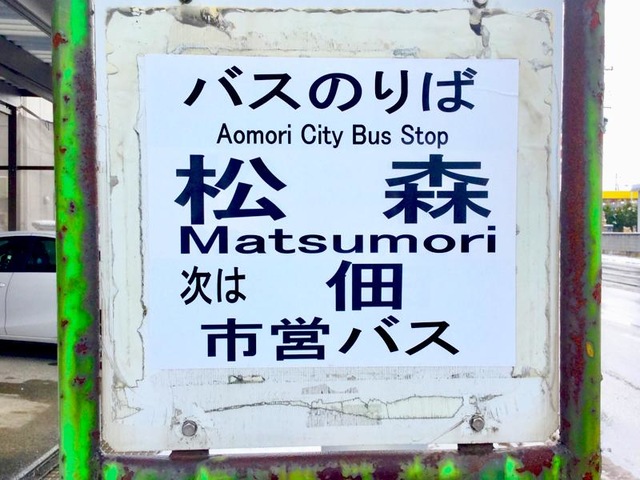 バスのりば
Aomori City Bus Stop
松森
Matsumori
次は 佃
市営バス